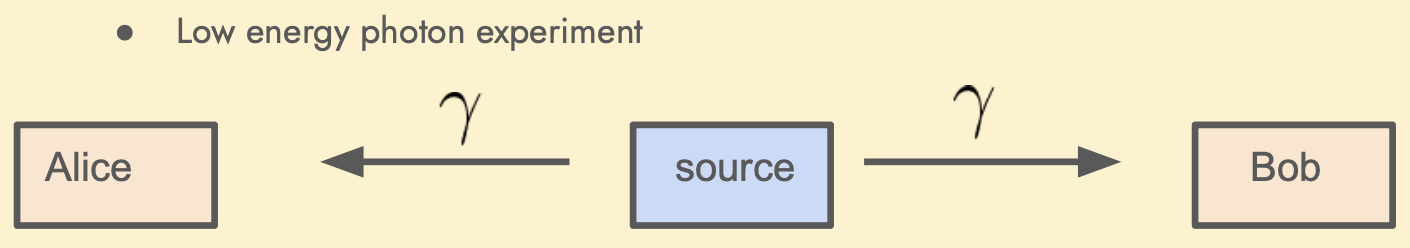 ● Low energy photon experiment
γ γ
Alice source Bob